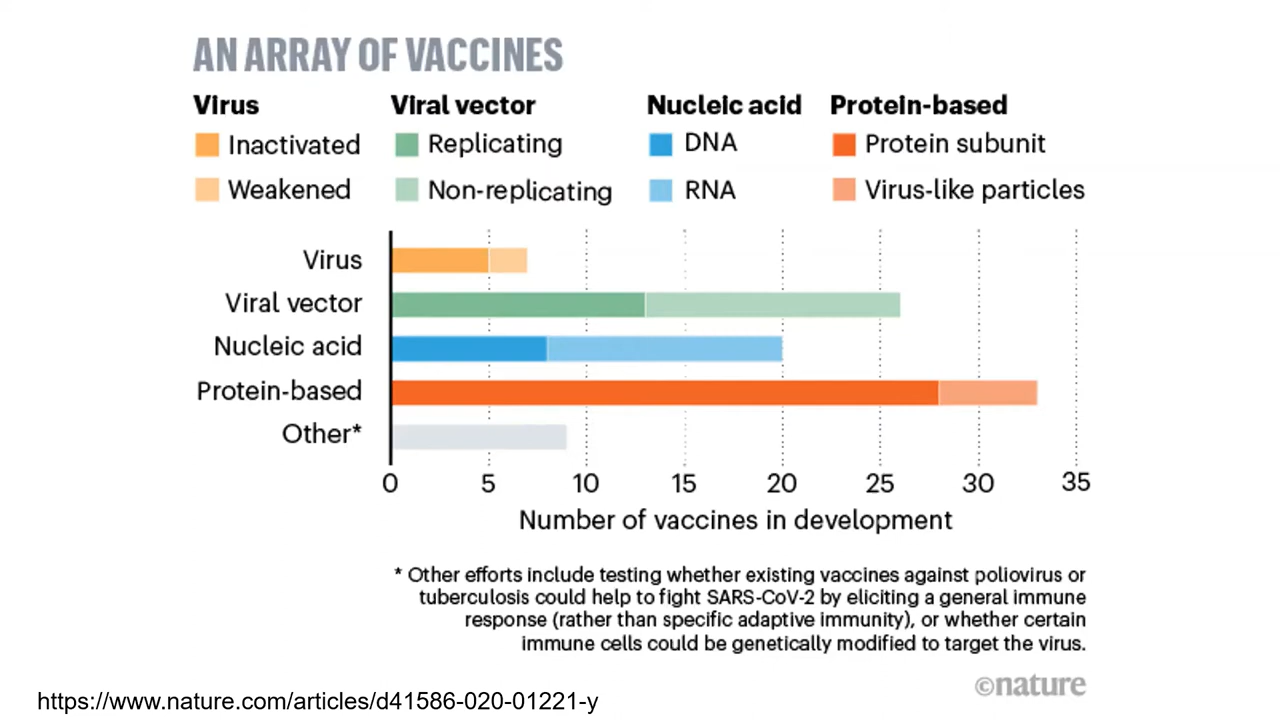 AN ARRAY OF VACCINES
Virus Viral vector Nucleic acid Protein-based
Inactivated Replicating DNA Protein subunit
Weakened Non-replicating RNA Virus-like particles
Virus
Viral vector
Nucleic acid
Protein-based
Other*
0 5 10 15 20 25 30 35
Number of vaccines in development
* Other efforts include testing whether existing vaccines against poliovirus or
tuberculosis could help to fight SARS-CoV-2 by eliciting a general immune
response (rather than specific adaptive immunity), or whether certain
immune cells could be genetically modified to target the virus.
©nature
https://www.nature.com/articles/d41586-020-01221-y